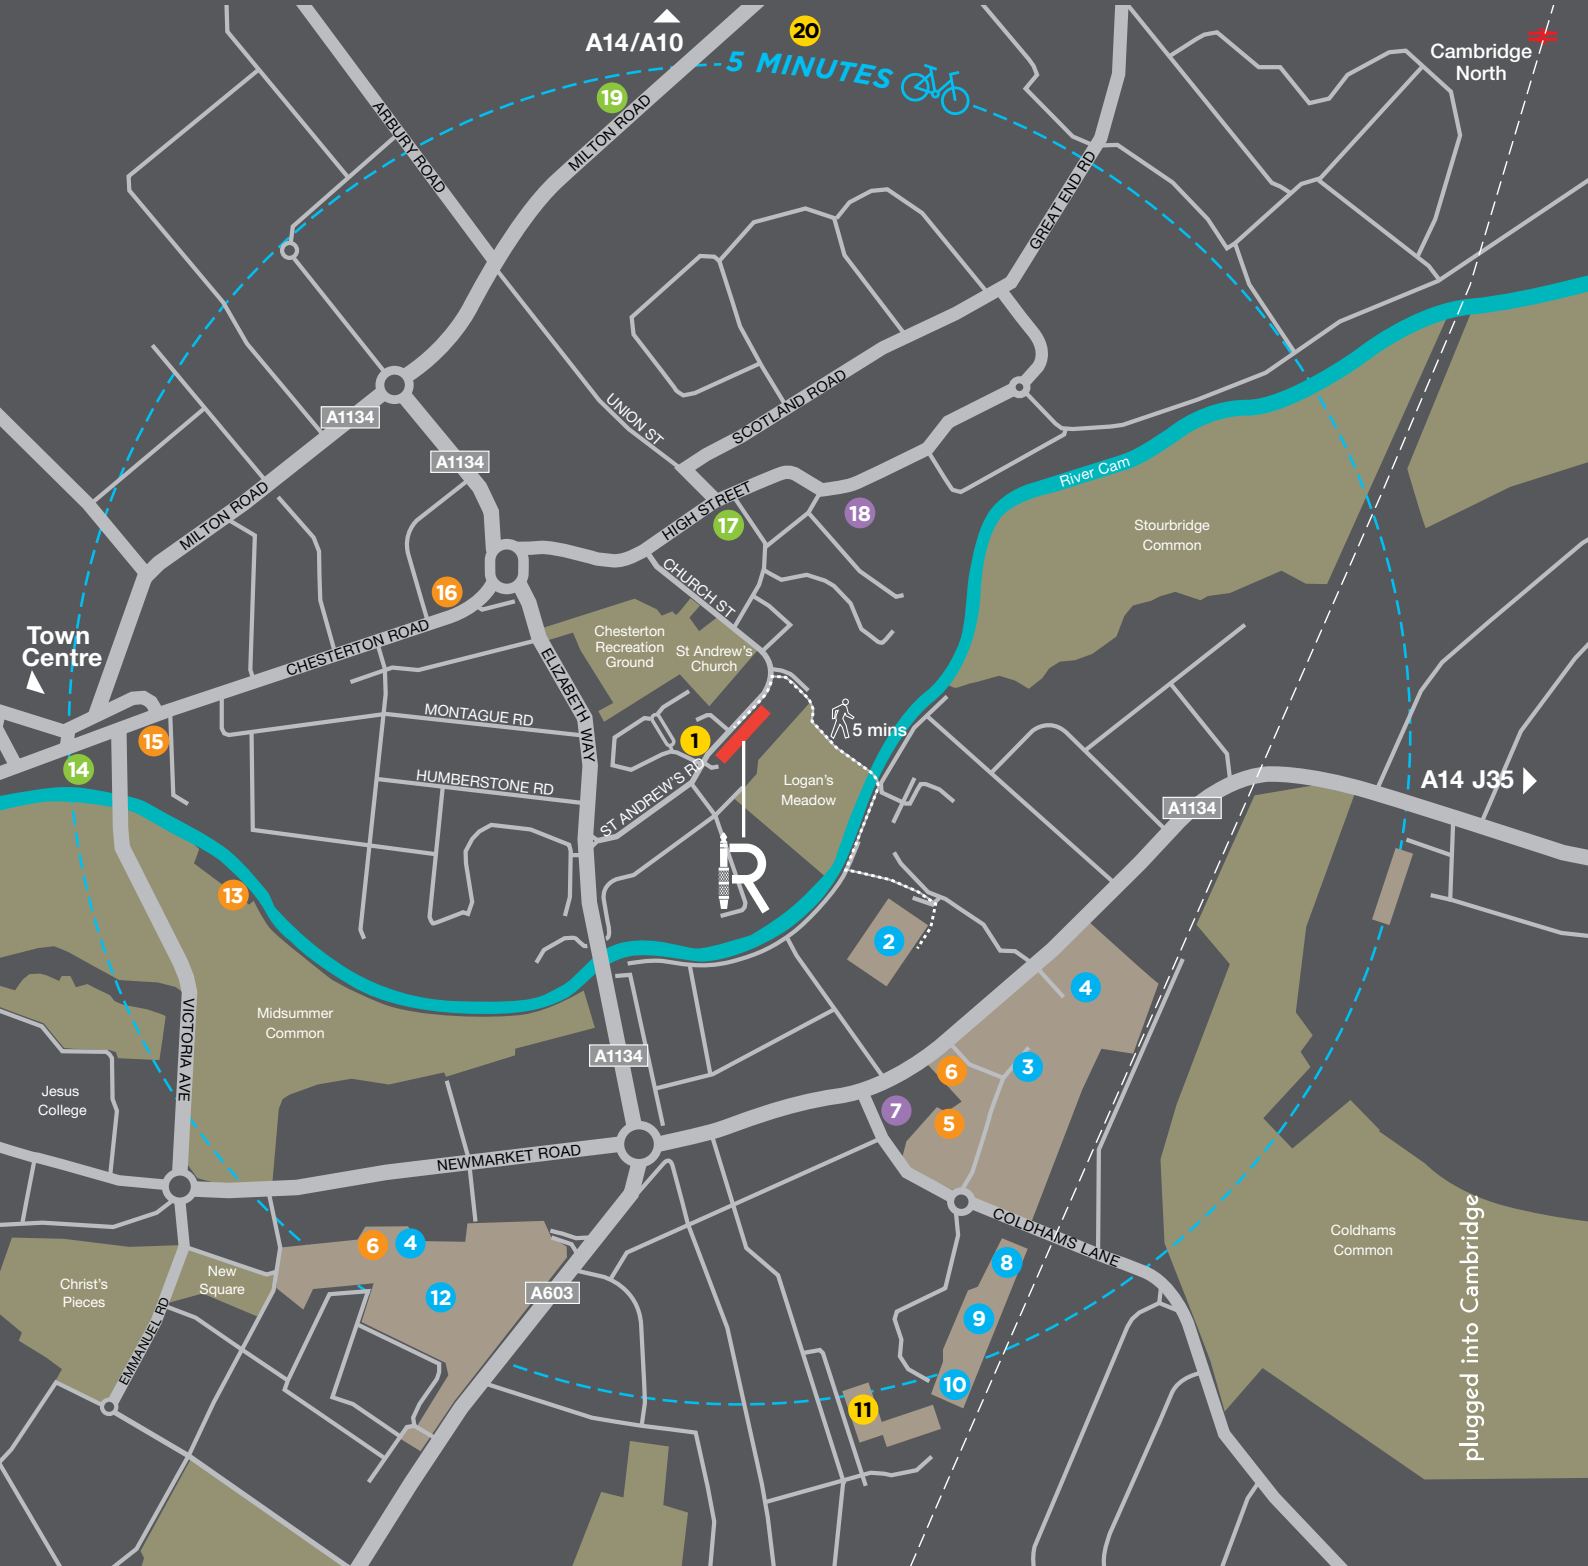 A14/A10
20
5 MINUTES
Cambridge
North
19
ARBURY ROAD
MILTON ROAD
GREAT END RD
A1134
UNION ST
SCOTLAND ROAD
A1134
River Cam
MILTON ROAD
HIGH STREET
17
18
Stourbridge
Common
CHURCH ST
16
Town
Centre
CHESTERTON ROAD
Chesterton
Recreation
Ground
St Andrew's
Church
ELIZABETH WAY
MONTAGUE RD
5 mins
15
1
14
HUMBERSTONE RD
ST ANDREW'S RD
Logan's
Meadow
A14 J35
A1134
R
13
2
4
VICTORIA AVE
Midsummer
Common
A1134
3
6
Jesus
College
7
5
NEWMARKET ROAD
COLDHAMS LANE
Coldhams
Common
6
4
8
New
Square
Christ's
Pieces
12
A603
9
EMMANUEL RD
10
11
plugged into Cambridge